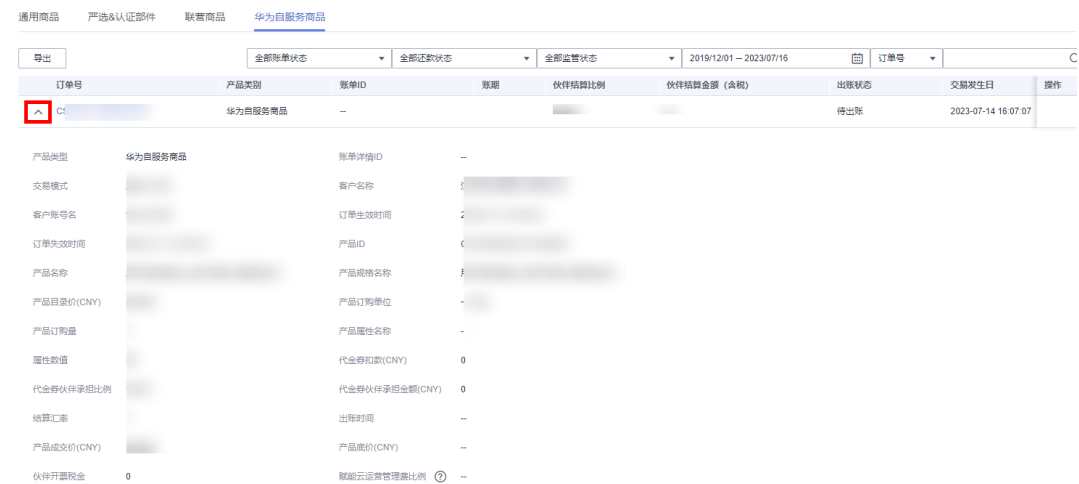 通用商品 严选&认证部件 联营商品 华为自服务商品
导出 全部账单状态 全部还款状态 全部监管状态 2019/12/01 – 2023/07/16 订单号
订单号 产品类别 账单ID 账期 伙伴结算比例 伙伴结算金额（含税） 出账状态 交易发生日 操作
华为自服务商品 -- 待出账 2023-07-14 16:07:07
产品类型 华为自服务商品 账单详情ID --
交易模式 客户名称
客户账号名 订单生效时间
订单失效时间 产品ID
产品名称 产品规格名称
产品目录价(CNY) 产品订购单位
产品订购量 产品属性名称 -
属性数值 代金券扣款(CNY) 0
代金券伙伴承担比例 代金券伙伴承担金额(CNY) 0
结算汇率 出账时间 --
产品成交价(CNY) 产品底价(CNY) --
伙伴开票税金 0 赋能云运营管理费比例 ? --